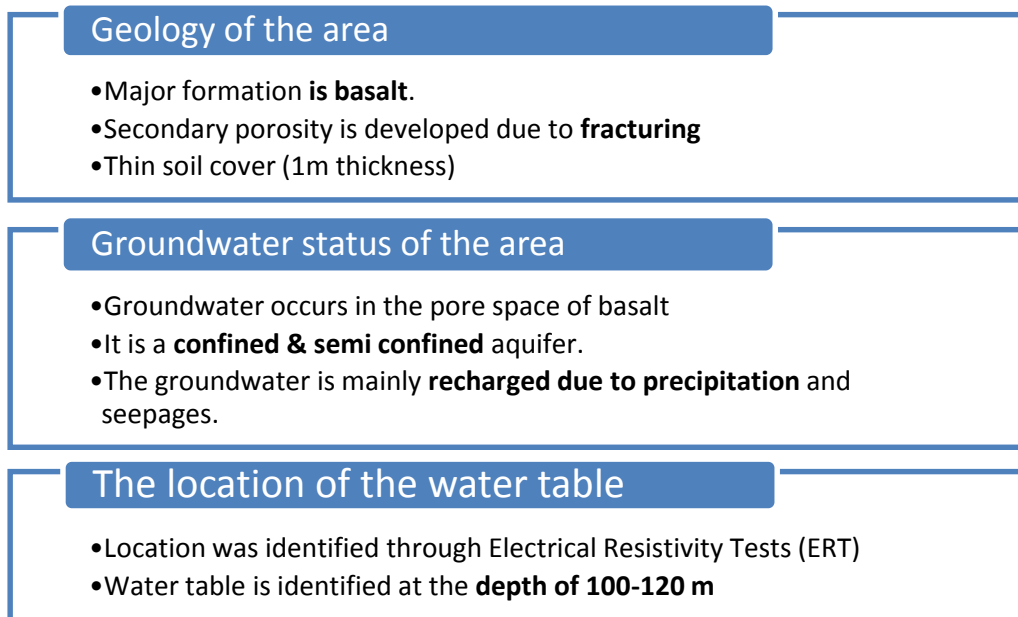 Geology of the area
•Major formation is basalt.
•Secondary porosity is developed due to fracturing
•Thin soil cover (1m thickness)
Groundwater status of the area
•Groundwater occurs in the pore space of basalt
•It is a confined & semi confined aquifer.
•The groundwater is mainly recharged due to precipitation and
seepages.
The location of the water table
•Location was identified through Electrical Resistivity Tests (ERT)
•Water table is identified at the depth of 100-120 m